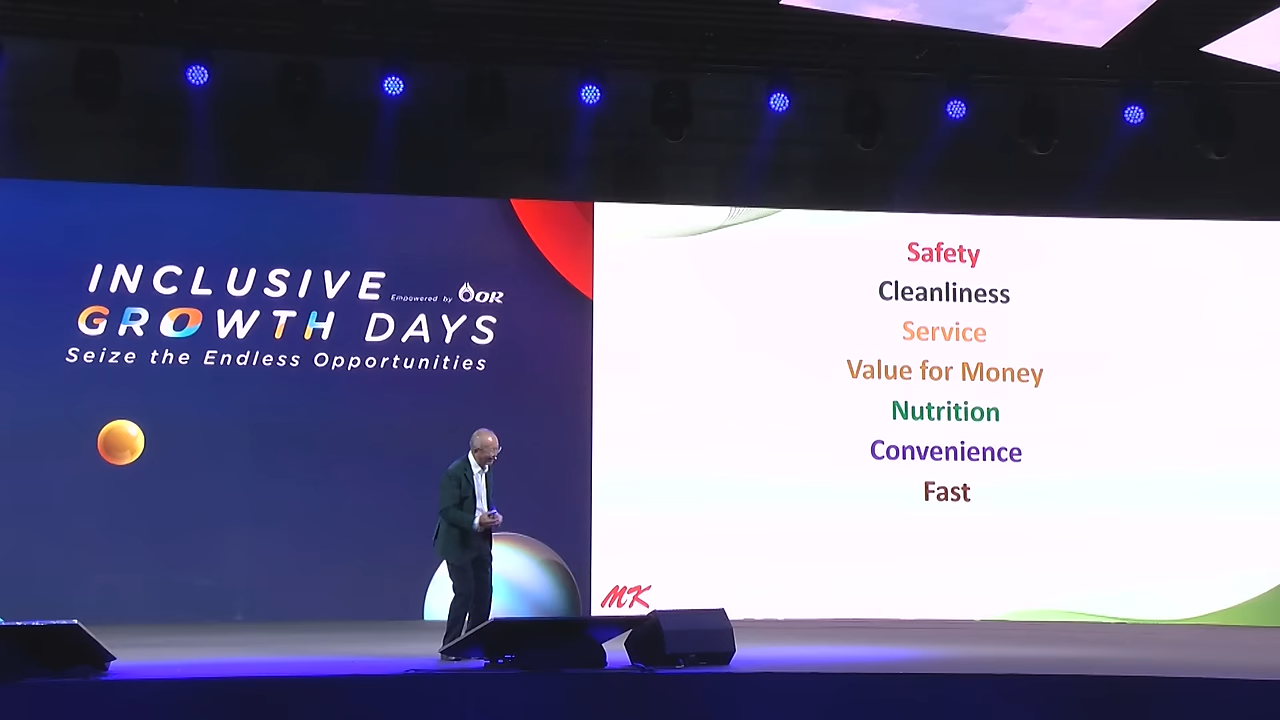 INCLUSIVE
Empowered by OR
GROWTH DAYS
Seize the Endless Opportunities
Safety
Cleanliness
Service
Value for Money
Nutrition
Convenience
Fast
MK